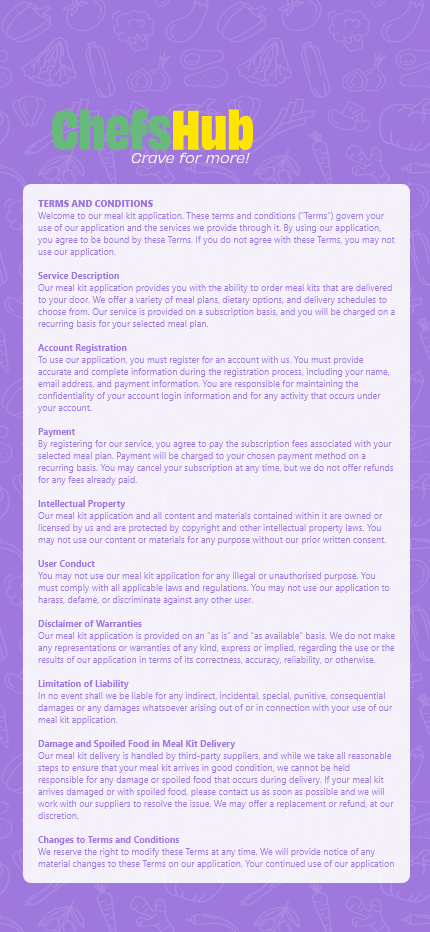 ChefsHub
Crave for more!
TERMS AND CONDITIONS
Welcome to our meal kit application. These terms and conditions ("Terms") govern your
use of our application and the services we provide through it. By using our application,
you agree to be bound by these Terms. If you do not agree with these Terms, you may not
use our application.
Service Description
Our meal kit application provides you with the ability to order meal kits that are delivered
to your door. We offer a variety of meal plans, dietary options, and delivery schedules to
choose from. Our service is provided on a subscription basis, and you will be charged on a
recurring basis for your selected meal plan.
Account Registration
To use our application, you must register for an account with us. You must provide
accurate and complete information during the registration process, including your name,
email address, and payment information. You are responsible for maintaining the
confidentiality of your account login information and for any activity that occurs under
your account.
Payment
By registering for our service, you agree to pay the subscription fees associated with your
selected meal plan. Payment will be charged to your chosen payment method on a
recurring basis. You may cancel your subscription at any time, but we do not offer refunds
for any fees already paid.
Intellectual Property
Our meal kit application and all content and materials contained within it are owned or
licensed by us and are protected by copyright and other intellectual property laws. You
may not use our content or materials for any purpose without our prior written consent.
User Conduct
You may not use our meal kit application for any illegal or unauthorised purpose. You
must comply with all applicable laws and regulations. You may not use our application to
harass, defame, or discriminate against any other user.
Disclaimer of Warranties
Our meal kit application is provided on an "as is" and "as available" basis. We do not make
any representations or warranties of any kind, express or implied, regarding the use or the
results of our application in terms of its correctness, accuracy, reliability, or otherwise.
Limitation of Liability
In no event shall we be liable for any indirect, incidental, special, punitive, consequential
damages or any damages whatsoever arising out of or in connection with your use of our
meal kit application.
Damage and Spoiled Food in Meal Kit Delivery
Our meal kit delivery is handled by third-party suppliers, and while we take all reasonable
steps to ensure that your meal kit arrives in good condition, we cannot be held
responsible for any damage or spoiled food that occurs during delivery. If your meal kit
arrives damaged or with spoiled food, please contact us as soon as possible and we will
work with our suppliers to resolve the issue. We may offer a replacement or refund, at our
discretion.
Changes to Terms and Conditions
We reserve the right to modify these Terms at any time. We will provide notice of any
material changes to these Terms on our application. Your continued use of our application